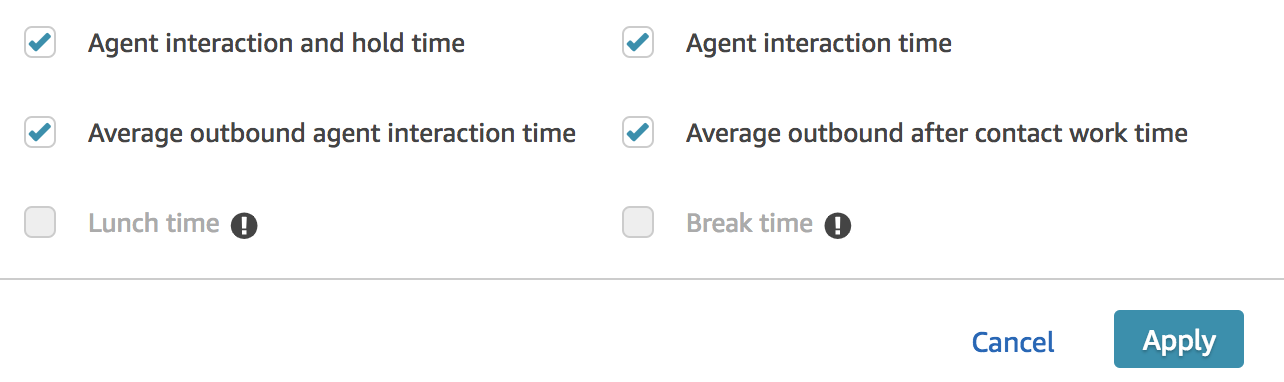 Agent interaction and hold time
Agent interaction time
Average outbound agent interaction time
Average outbound after contact work time
Lunch time
Break time
Cancel
Apply